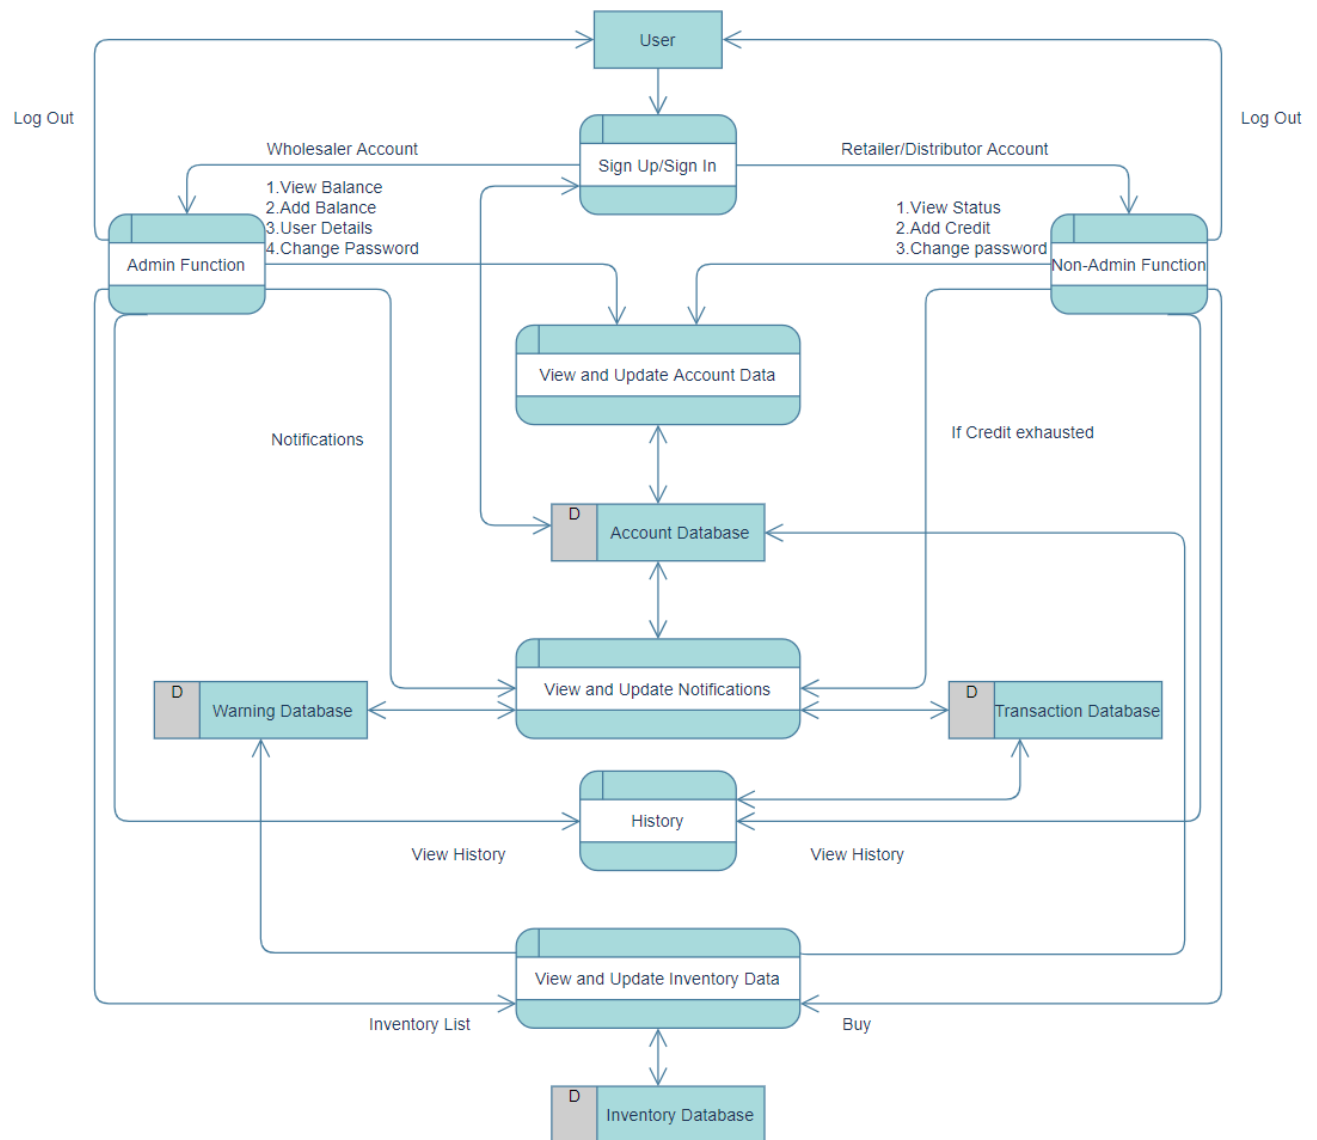 User
Log Out
Log Out
Wholesaler Account
Sign Up/Sign In
Retailer/Distributor Account
1.View Balance
2.Add Balance
3.User Details
4.Change Password
1.View Status
2.Add Credit
3.Change password
Admin Function
Non-Admin Function
View and Update Account Data
Notifications
If Credit exhausted
D
Account Database
View and Update Notifications
D
Warning Database
D
Transaction Database
History
View History
View History
View and Update Inventory Data
Inventory List
Buy
D
Inventory Database